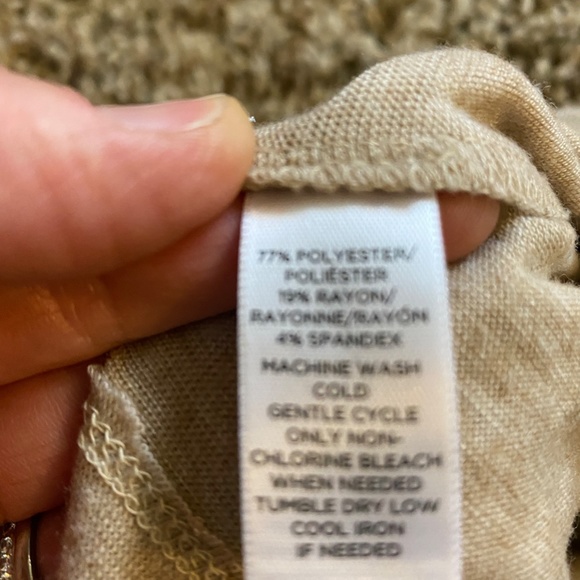 77% POLYESTER/
POLIÉSTER
19% RAYON/
RAYONNE/RAYÓN
4% SPANDEX
MACHINE WASH
COLD
GENTLE CYCLE
ONLY NON-
CHLORINE BLEACH
WHEN NEEDED
TUMBLE DRY LOW
COOL IRON
IF NEEDED